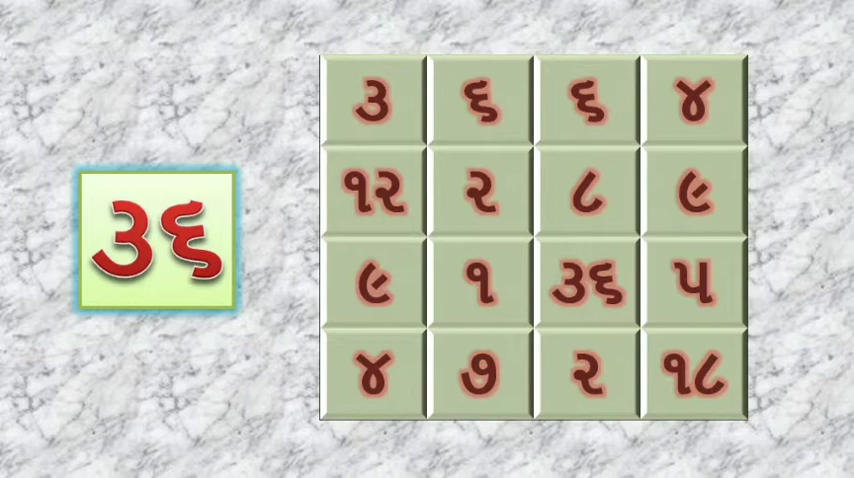 ૩૬
૩ ૬ ૬ ૪
૧૨ ૨ ૮ ૯
૯ ૧ ૩૬ ૫
૪ ૭ ૨ ૧૮